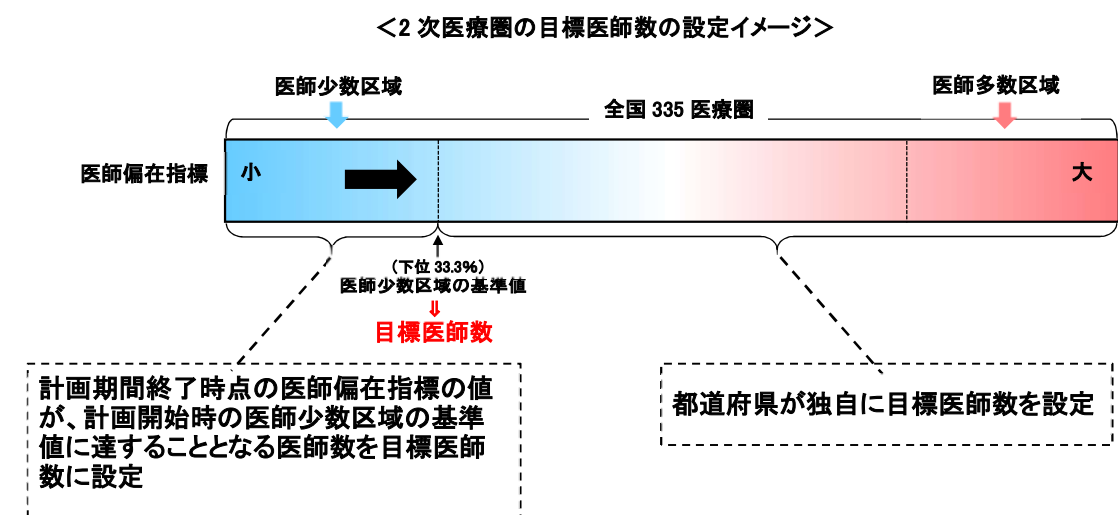 ＜2 次医療圏の目標医師数の設定イメージ＞
医師少数区域
医師多数区域
全国 335 医療圏
医師偏在指標
小
大
（下位 33.3%）
医師少数区域の基準値
⇓
目標医師数
計画期間終了時点の医師偏在指標の値
が、計画開始時の医師少数区域の基準
値に達することとなる医師数を目標医師
数に設定
都道府県が独自に目標医師数を設定